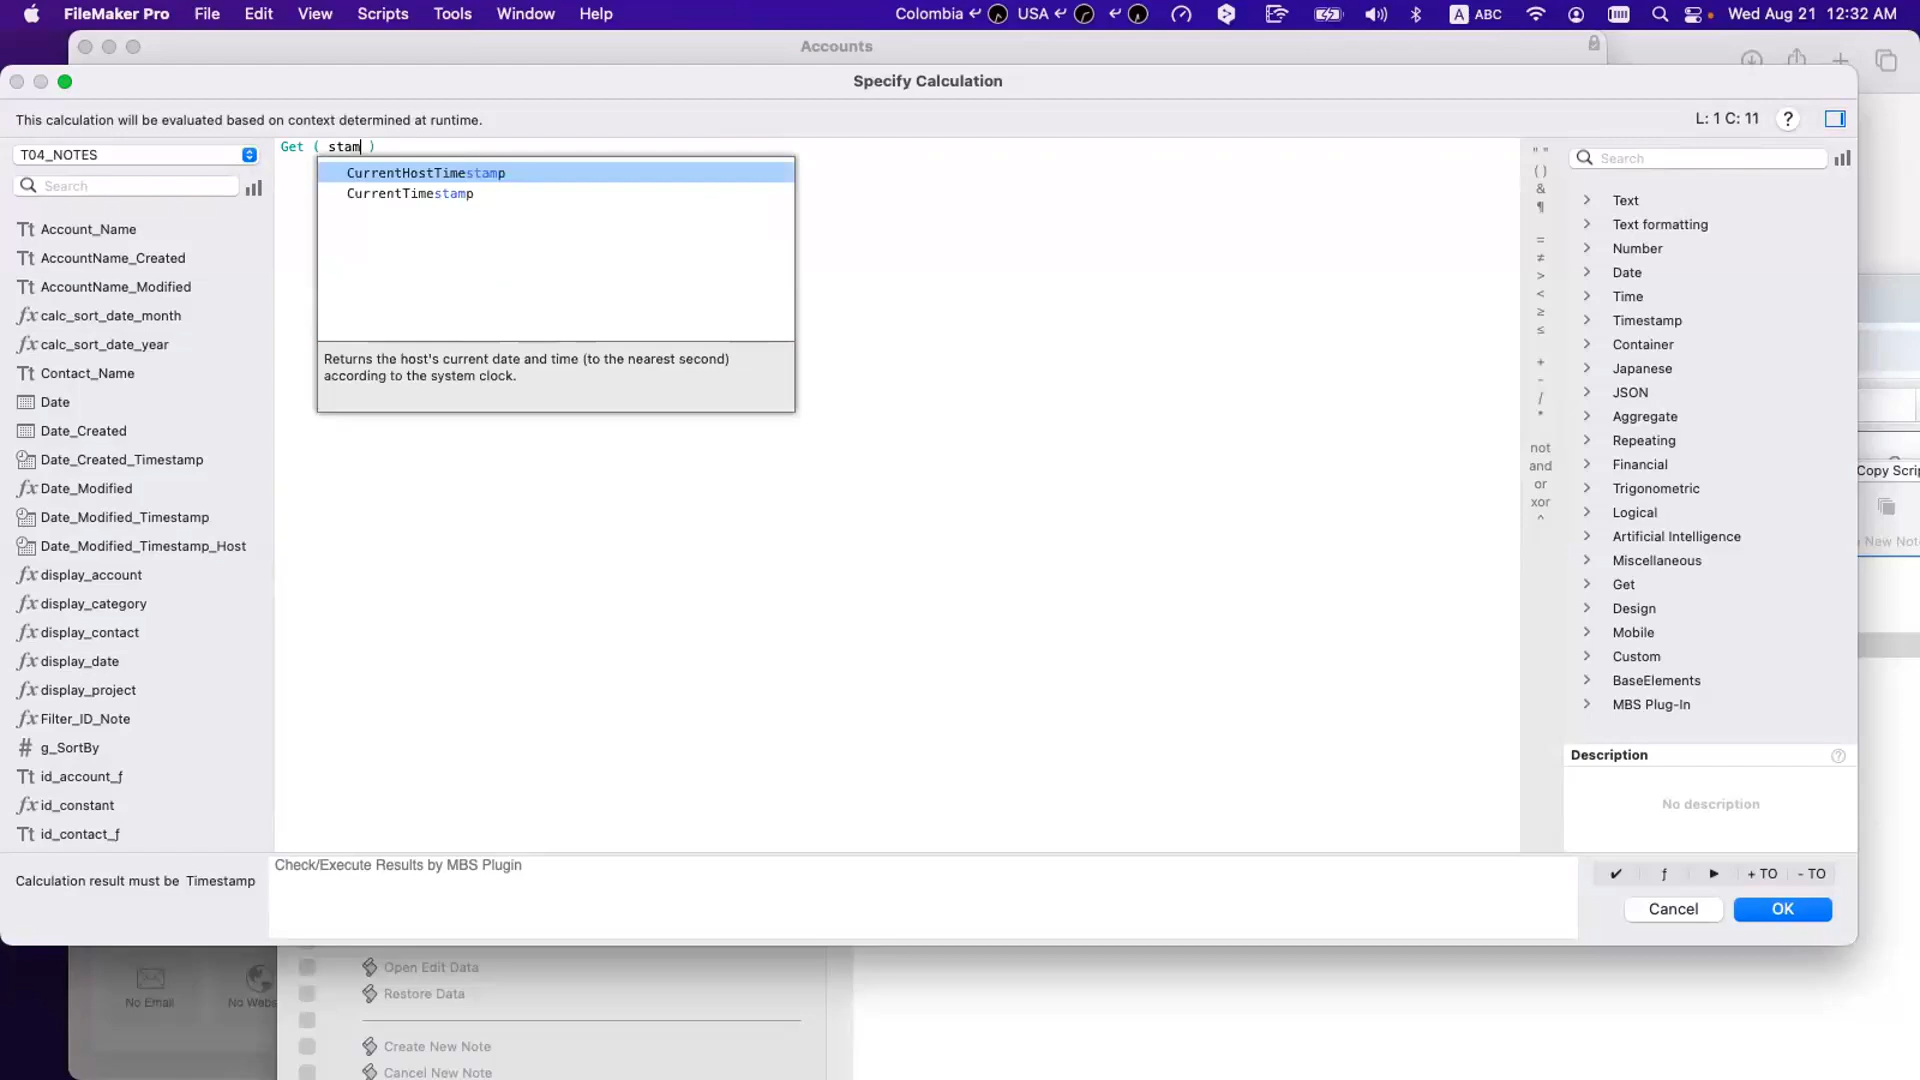 FileMaker Pro File Edit View Scripts Tools Window Help Colombia ↵ USA ↵ ↵ A ABC Wed Aug 21 12:32 AM
Accounts
Specify Calculation
This calculation will be evaluated based on context determined at runtime. L: 1 C: 11 ?
T04_NOTES
Search
Account_Name
AccountName_Created
AccountName_Modified
calc_sort_date_month
calc_sort_date_year
Contact_Name
Date
Date_Created
Date_Created_Timestamp
Date_Modified
Date_Modified_Timestamp
Date_Modified_Timestamp_Host
display_account
display_category
display_contact
display_date
display_project
Filter_ID_Note
g_SortBy
id_account_ƒ
id_constant
id_contact_ƒ
Get ( stam )
CurrentHostTimestamp
CurrentTimestamp
Returns the host's current date and time (to the nearest second)
according to the system clock.
" "
( )
&
¶
=
≠
>
<
≥
≤
+
-
/
*
not
and
or
xor
^
Search
Text
Text formatting
Number
Date
Time
Timestamp
Container
Japanese
JSON
Aggregate
Repeating
Financial
Trigonometric
Logical
Artificial Intelligence
Miscellaneous
Get
Design
Mobile
Custom
BaseElements
MBS Plug-In
Description ?
No description
Copy Scrip
New Not
Calculation result must be Timestamp
Check/Execute Results by MBS Plugin
✔ ƒ ▶ + TO - TO
Cancel OK
No Email No Webs
Open Edit Data
Restore Data
Create New Note
Cancel New Note